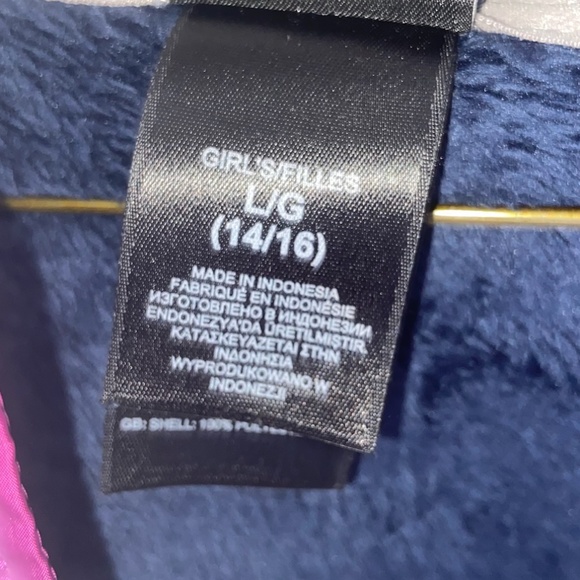 GIRL'S/FILLES
L/G
(14/16)
MADE IN INDONESIA
FABRIQUÉ EN INDONÉSIE
ИЗГОТОВЛЕНО В ИНДОНЕЗИИ
ENDONEZYA'DA ÜRETILMIŞTIR
ΚΑΤΑΣΚΕΥΑΖΕΤΑΙ ΣΤΗΝ
ΙΝΔΟΝΗΣΙΑ
WYPRODUKOWANO W
INDONEZJI
GB: SHELL: 100%